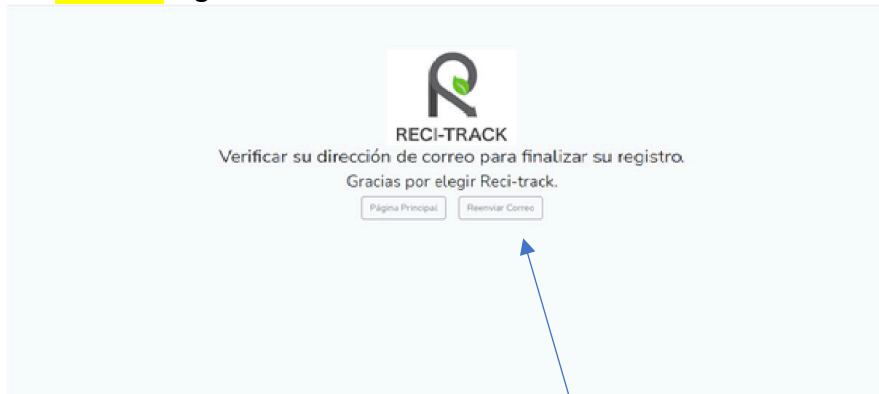 RECI-TRACK
Verificar su dirección de correo para finalizar su registro.
Gracias por elegir Reci-track.
Página Principal Reenviar Correo